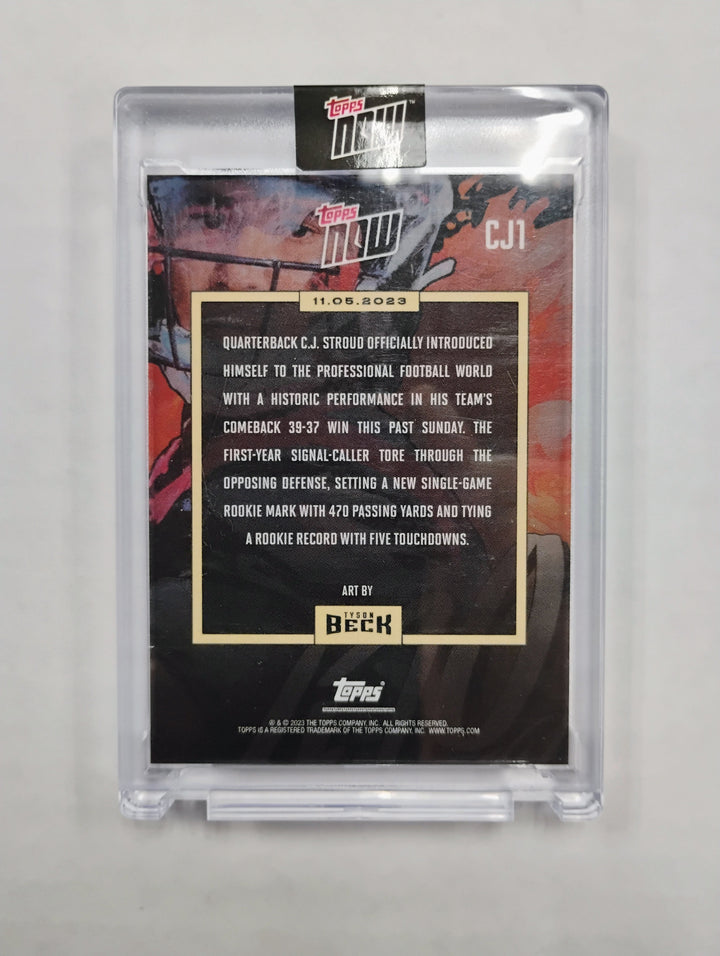 TOPPS
NOW™
TOPPS
NOW
CJ1
11.05.2023
QUARTERBACK C.J. STROUD OFFICIALLY INTRODUCED
HIMSELF TO THE PROFESSIONAL FOOTBALL WORLD
WITH A HISTORIC PERFORMANCE IN HIS TEAM'S
COMEBACK 39-37 WIN THIS PAST SUNDAY. THE
FIRST-YEAR SIGNAL-CALLER TORE THROUGH THE
OPPOSING DEFENSE, SETTING A NEW SINGLE-GAME
ROOKIE MARK WITH 470 PASSING YARDS AND TYING
A ROOKIE RECORD WITH FIVE TOUCHDOWNS.
ART BY
TYSON
BECK
TOPPS®
® & © 2023 THE TOPPS COMPANY, INC. ALL RIGHTS RESERVED.
TOPPS IS A REGISTERED TRADEMARK OF THE TOPPS COMPANY, INC. WWW.TOPPS.COM